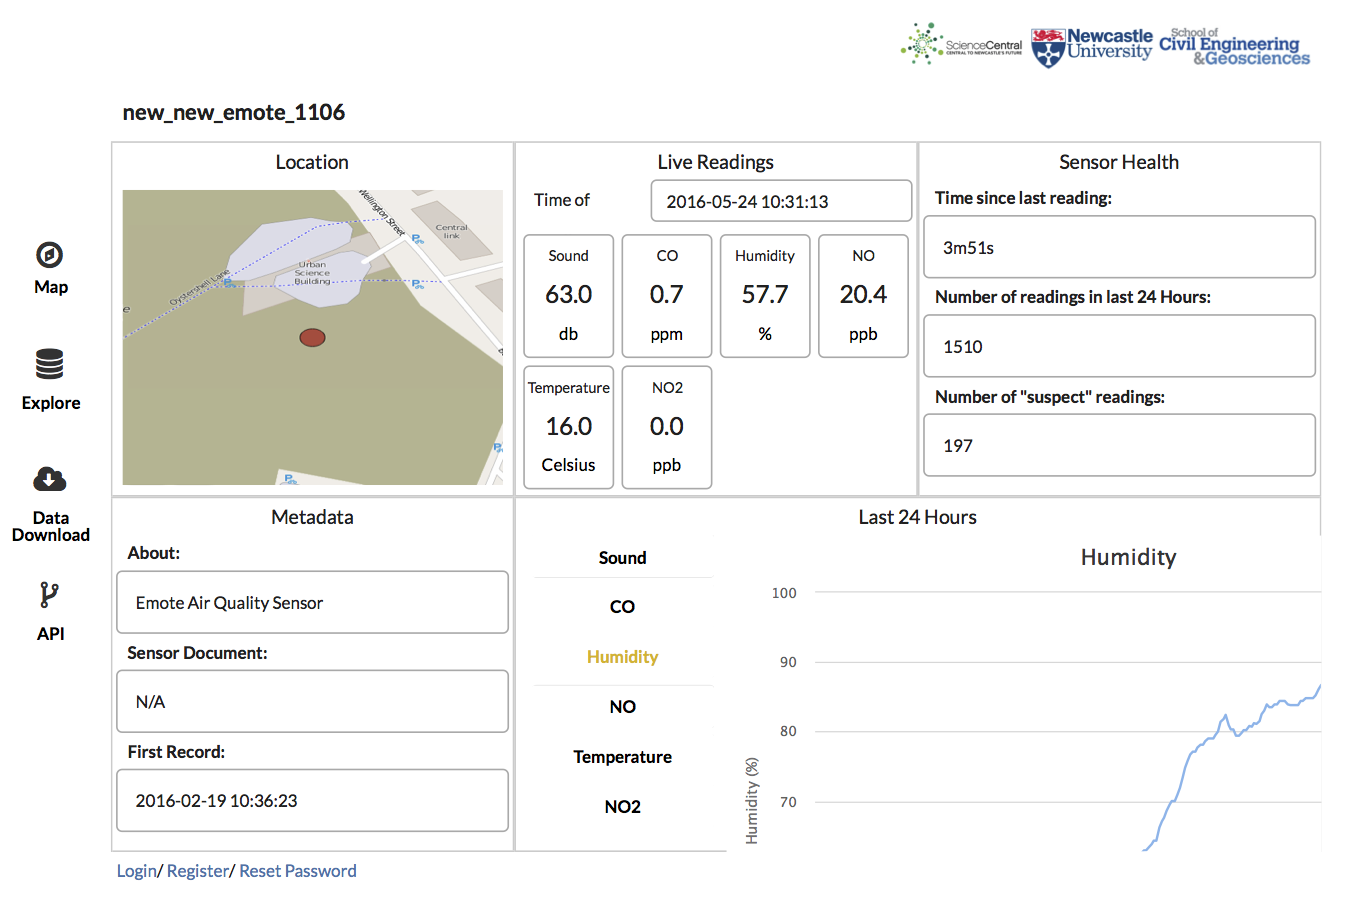 ScienceCentral
CENTRAL TO NEWCASTLE'S FUTURE
Newcastle
University
School of
Civil Engineering
&Geosciences
new_new_emote_1106
Map
Explore
Data
Download
API
Location
Wellington Street
Central
link
Urban
Science
Building
Oystershell Lane
e
P
P
P
P
P
Live Readings
Time of
2016-05-24 10:31:13
Sound
63.0
db
CO
0.7
ppm
Humidity
57.7
%
NO
20.4
ppb
Temperature
16.0
Celsius
NO2
0.0
ppb
Sensor Health
Time since last reading:
3m51s
Number of readings in last 24 Hours:
1510
Number of "suspect" readings:
197
Metadata
About:
Emote Air Quality Sensor
Sensor Document:
N/A
First Record:
2016-02-19 10:36:23
Last 24 Hours
Sound
CO
Humidity
NO
Temperature
NO2
Humidity
100
90
80
70
Humidity (%)
Login/ Register/ Reset Password